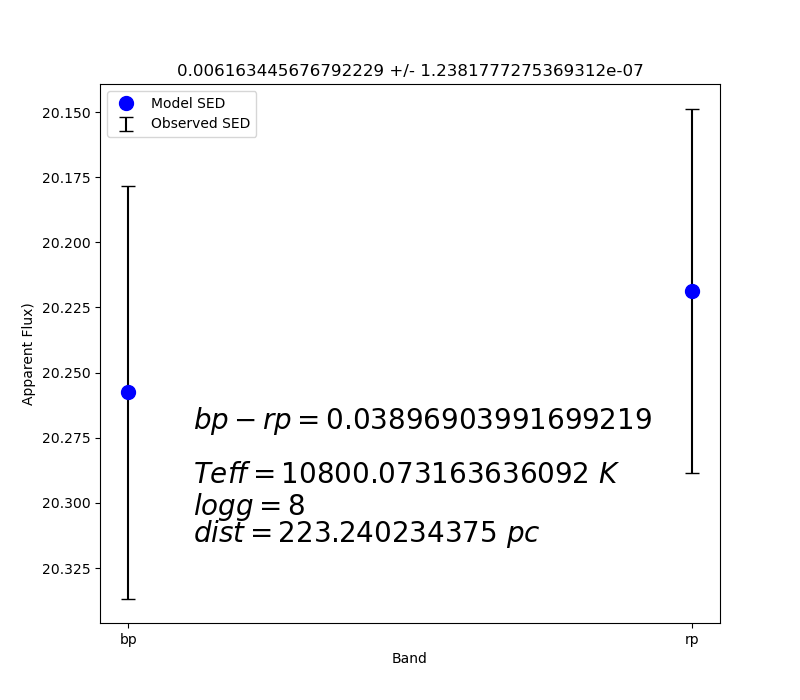 0.006163445676792229 +/- 1.2381777275369312e-07
Model SED
Observed SED
20.150
20.175
20.200
20.225
20.250
20.275
20.300
20.325
Apparent Flux)
bp − rp = 0.03896903991699219
Teff = 10800.073163636092 K
logg = 8
dist = 223.240234375 pc
bp
rp
Band